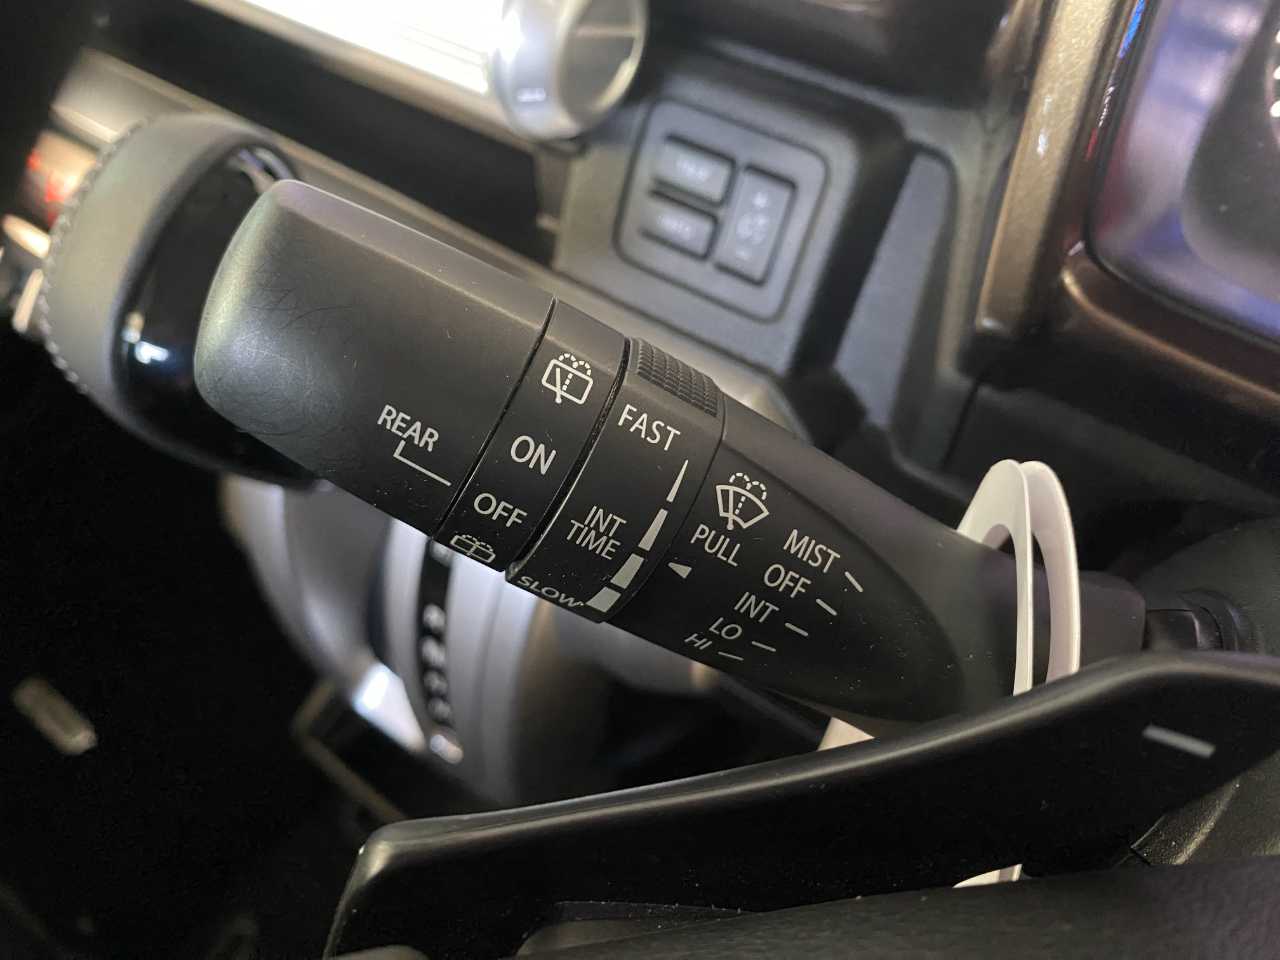 REAR
ON
OFF
FAST
INT
TIME
SLOW
PULL
MIST
OFF
INT
LO
HI